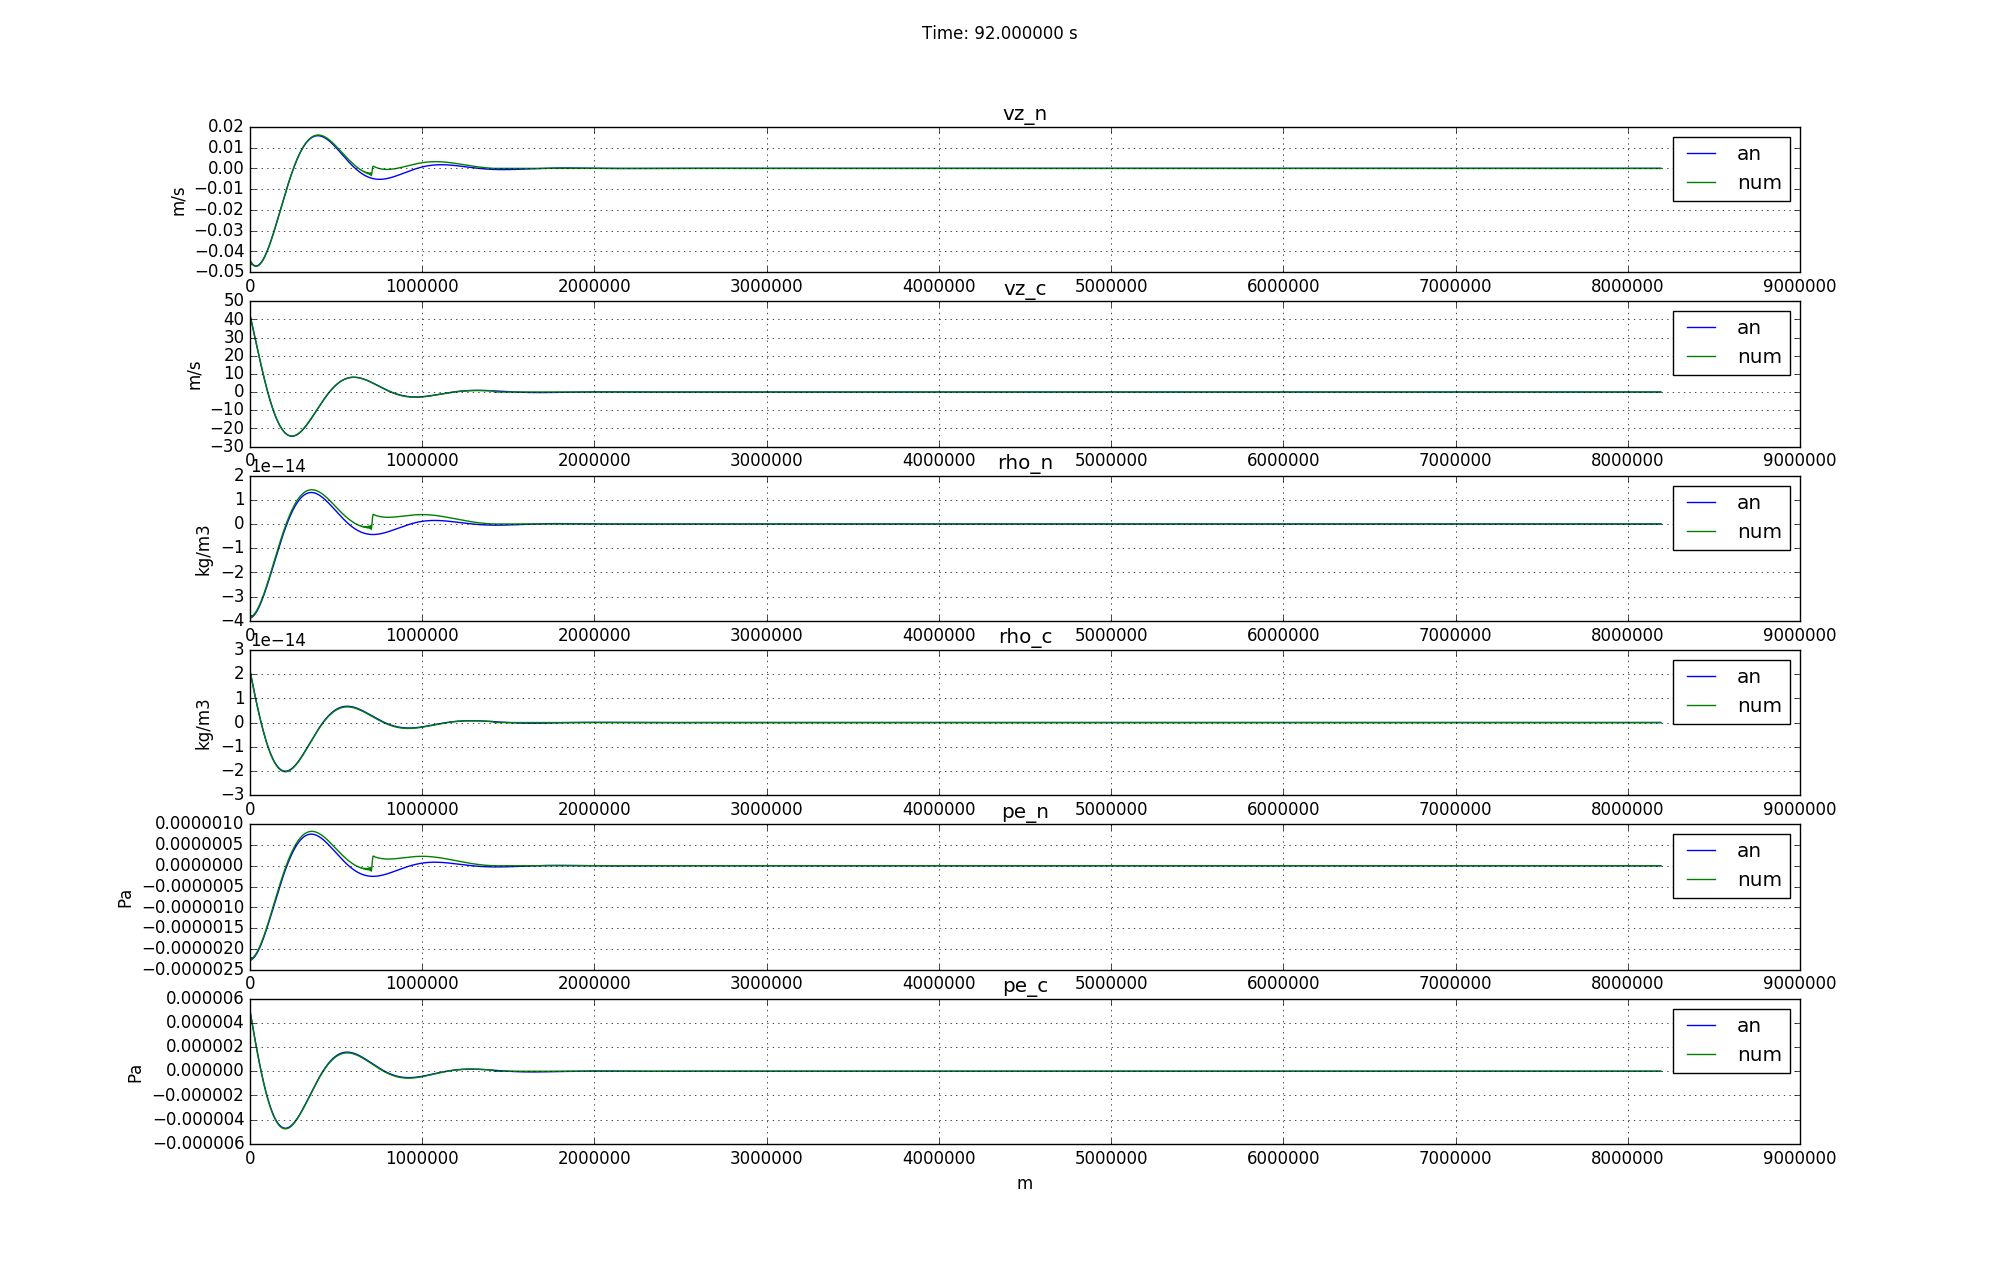 Time: 92.000000 s
vz_n
0.02
0.01
0.00
−0.01
−0.02
−0.03
−0.04
−0.05
m/s
an
num
0 1000000 2000000 3000000 4000000 5000000 6000000 7000000 8000000 9000000
vz_c
50
40
30
20
10
0
−10
−20
−30
m/s
an
num
0 1000000 2000000 3000000 4000000 5000000 6000000 7000000 8000000 9000000
1e−14
rho_n
2
1
0
−1
−2
−3
−4
kg/m3
an
num
0 1000000 2000000 3000000 4000000 5000000 6000000 7000000 8000000 9000000
1e−14
rho_c
3
2
1
0
−1
−2
−3
kg/m3
an
num
0 1000000 2000000 3000000 4000000 5000000 6000000 7000000 8000000 9000000
pe_n
0.0000010
0.0000005
0.0000000
−0.0000005
−0.0000010
−0.0000015
−0.0000020
−0.0000025
Pa
an
num
0 1000000 2000000 3000000 4000000 5000000 6000000 7000000 8000000 9000000
pe_c
0.000006
0.000004
0.000002
0.000000
−0.000002
−0.000004
−0.000006
Pa
an
num
0 1000000 2000000 3000000 4000000 5000000 6000000 7000000 8000000 9000000
m